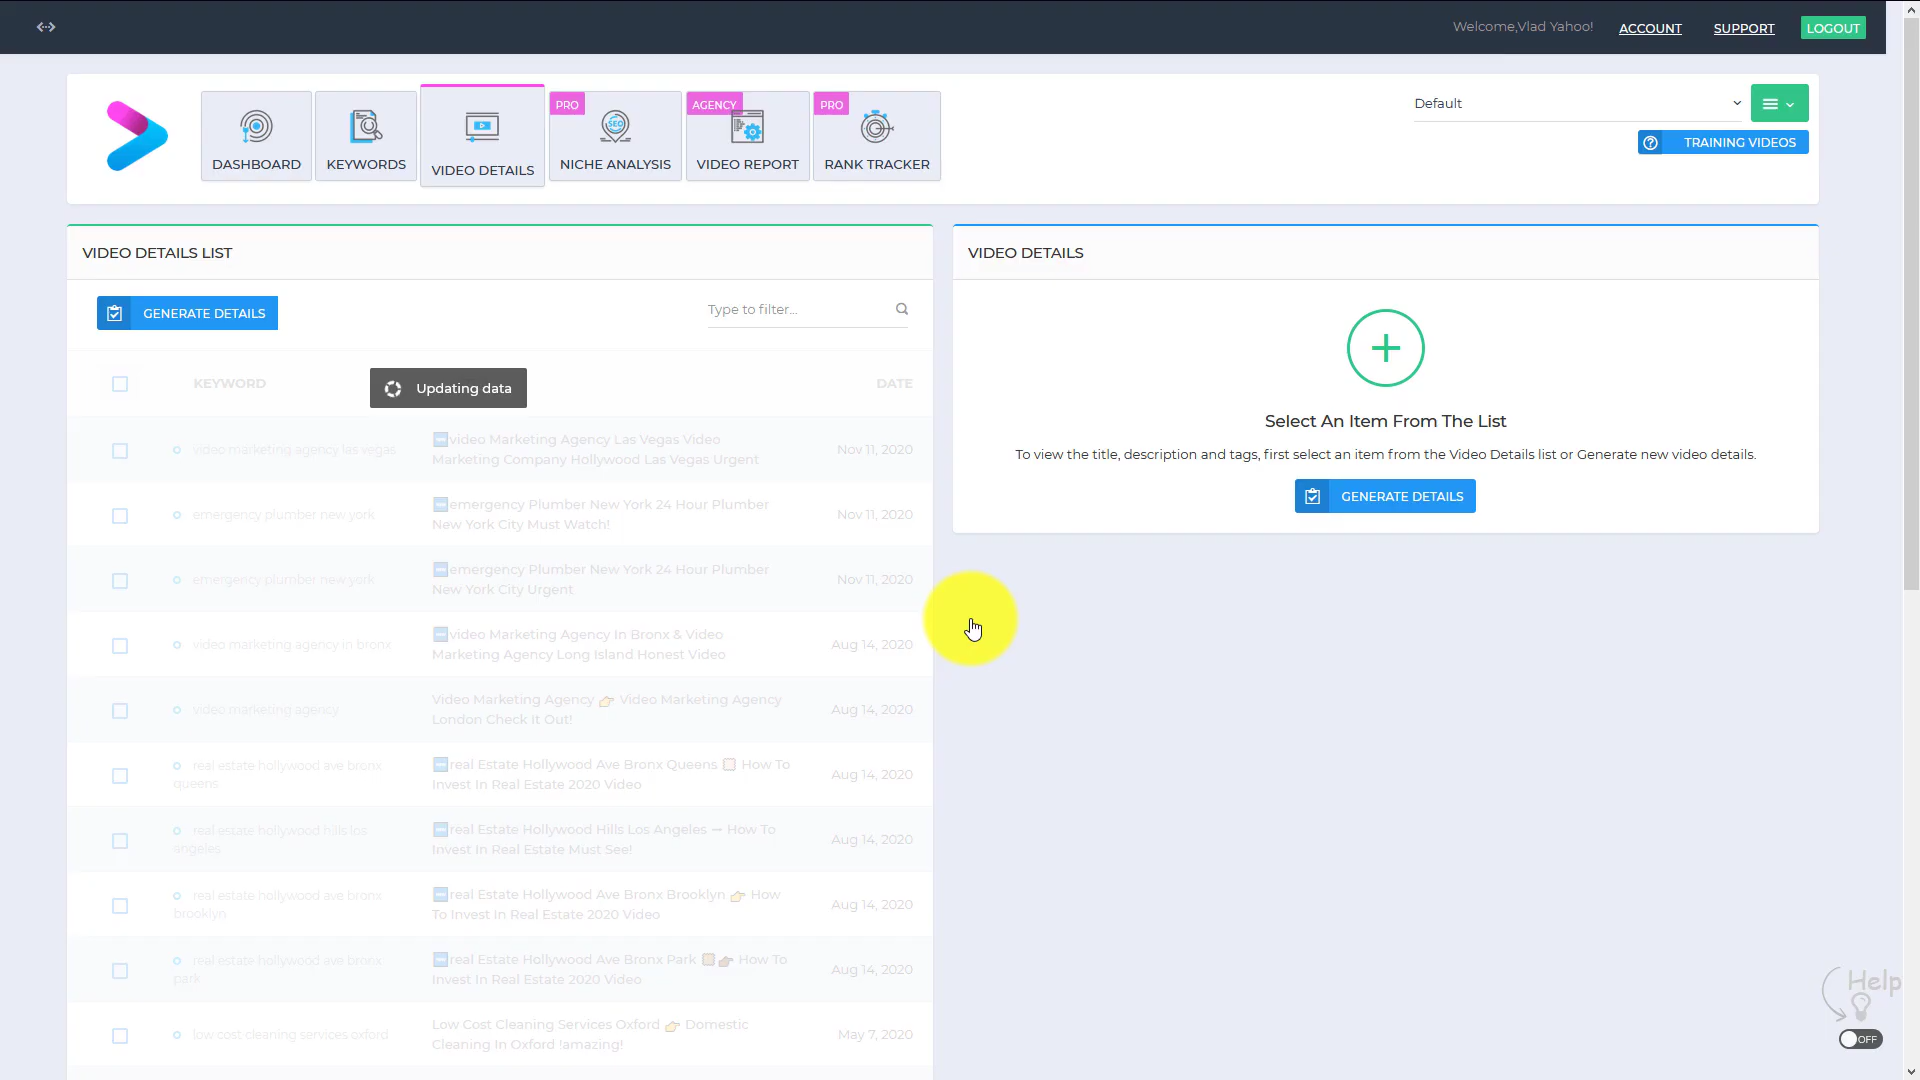 Welcome,Vlad Yahoo!
ACCOUNT
SUPPORT
LOGOUT
DASHBOARD
KEYWORDS
VIDEO DETAILS
PRO
NICHE ANALYSIS
AGENCY
VIDEO REPORT
PRO
RANK TRACKER
SEO
Default
TRAINING VIDEOS
VIDEO DETAILS LIST
GENERATE DETAILS
Type to filter...
KEYWORD
Updating data
DATE
video marketing agency las vegas
video Marketing Agency Las Vegas Video
Marketing Company Hollywood Las Vegas Urgent
Nov 11, 2020
emergency plumber new york
emergency Plumber New York 24 Hour Plumber
New York City Must Watch!
Nov 11, 2020
emergency plumber new york
emergency Plumber New York 24 Hour Plumber
New York City Urgent
Nov 11, 2020
video marketing agency in bronx
video Marketing Agency In Bronx & Video
Marketing Agency Long Island Honest Video
Aug 14, 2020
video marketing agency
Video Marketing Agency 👉 Video Marketing Agency
London Check It Out!
Aug 14, 2020
real estate hollywood ave bronx
queens
real Estate Hollywood Ave Bronx Queens How To
Invest In Real Estate 2020 Video
Aug 14, 2020
real estate hollywood hills los
angeles
real Estate Hollywood Hills Los Angeles – How To
Invest In Real Estate Must See!
Aug 14, 2020
real estate hollywood ave bronx
brooklyn
real Estate Hollywood Ave Bronx Brooklyn 👉 How
To Invest In Real Estate 2020 Video
Aug 14, 2020
real estate hollywood ave bronx
park
real Estate Hollywood Ave Bronx Park How To
Invest In Real Estate 2020 Video
Aug 14, 2020
low cost cleaning services oxford
Low Cost Cleaning Services Oxford 👉 Domestic
Cleaning In Oxford !amazing!
May 7, 2020
VIDEO DETAILS
Select An Item From The List
To view the title, description and tags, first select an item from the Video Details list or Generate new video details.
GENERATE DETAILS
Help
OFF